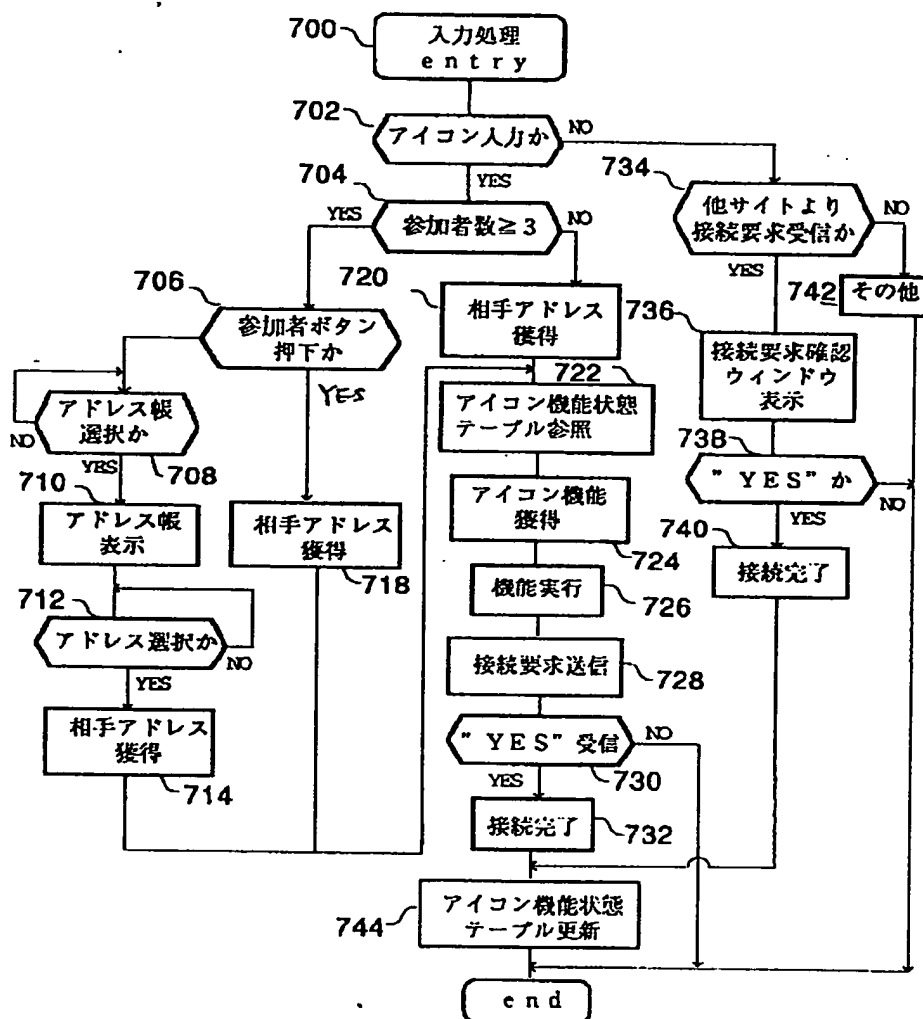 700
入力処理
entry
702
アイコン入力か
NO
YES
704
参加者数≧3
YES
NO
734
他サイトより
接続要求受信か
NO
YES
742
その他
706
参加者ボタン
押下か
YES
720
相手アドレス
獲得
736
接続要求確認
ウィンドウ
表示
722
アイコン機能状態
テーブル参照
アドレス帳
選択か
NO
YES
708
738
"YES"か
NO
YES
710
アドレス帳
表示
相手アドレス
獲得
718
アイコン機能
獲得
724
740
接続完了
機能実行
726
712
アドレス選択か
NO
YES
接続要求送信
728
相手アドレス
獲得
714
"YES"受信
NO
730
YES
接続完了
732
744
アイコン機能状態
テーブル更新
end